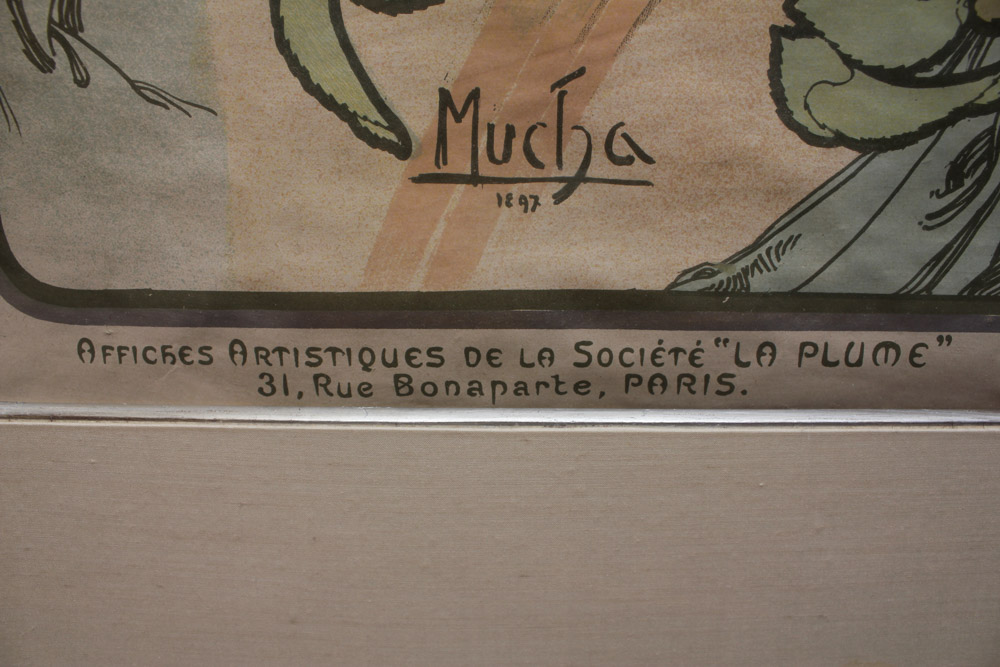 Mucha
1897
AFFICHES ARTISTIQUES DE LA SOCIÉTÉ "LA PLUME"
31, Rue Bonaparte, PARIS.